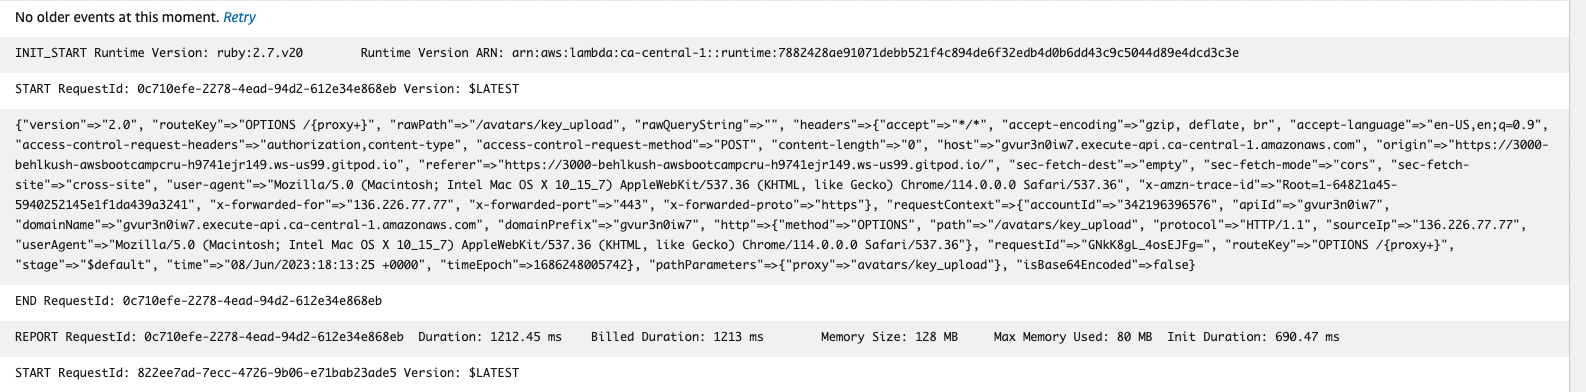 No older events at this moment. Retry
INIT_START Runtime Version: ruby:2.7.v20 Runtime Version ARN: arn:aws:lambda:ca-central-1::runtime:7882428ae91071debb521f4c894de6f32edb4d0b6dd43c9c5044d89e4dcd3c3e
START RequestId: 0c710efe-2278-4ead-94d2-612e34e868eb Version: $LATEST
{"version"=>"2.0", "routeKey"=>"OPTIONS /{proxy+}", "rawPath"=>"/avatars/key_upload", "rawQueryString"=>"", "headers"=>{"accept"=>"*/*", "accept-encoding"=>"gzip, deflate, br", "accept-language"=>"en-US,en;q=0.9",
"access-control-request-headers"=>"authorization,content-type", "access-control-request-method"=>"POST", "content-length"=>"0", "host"=>"gvur3n0iw7.execute-api.ca-central-1.amazonaws.com", "origin"=>"https://3000-
behlkush-awsbootcampcru-h9741ejr149.ws-us99.gitpod.io", "referer"=>"https://3000-behlkush-awsbootcampcru-h9741ejr149.ws-us99.gitpod.io/", "sec-fetch-dest"=>"empty", "sec-fetch-mode"=>"cors", "sec-fetch-
site"=>"cross-site", "user-agent"=>"Mozilla/5.0 (Macintosh; Intel Mac OS X 10_15_7) AppleWebKit/537.36 (KHTML, like Gecko) Chrome/114.0.0.0 Safari/537.36", "x-amzn-trace-id"=>"Root=1-64821a45-
5940252145e1f1da439a3241", "x-forwarded-for"=>"136.226.77.77", "x-forwarded-port"=>"443", "x-forwarded-proto"=>"https"}, "requestContext"=>{"accountId"=>"342196396576", "apiId"=>"gvur3n0iw7",
"domainName"=>"gvur3n0iw7.execute-api.ca-central-1.amazonaws.com", "domainPrefix"=>"gvur3n0iw7", "http"=>{"method"=>"OPTIONS", "path"=>"/avatars/key_upload", "protocol"=>"HTTP/1.1", "sourceIp"=>"136.226.77.77",
"userAgent"=>"Mozilla/5.0 (Macintosh; Intel Mac OS X 10_15_7) AppleWebKit/537.36 (KHTML, like Gecko) Chrome/114.0.0.0 Safari/537.36"}, "requestId"=>"GNkK8gL_4osEJFg=", "routeKey"=>"OPTIONS /{proxy+}",
"stage"=>"$default", "time"=>"08/Jun/2023:18:13:25 +0000", "timeEpoch"=>1686248005742}, "pathParameters"=>{"proxy"=>"avatars/key_upload"}, "isBase64Encoded"=>false}
END RequestId: 0c710efe-2278-4ead-94d2-612e34e868eb
REPORT RequestId: 0c710efe-2278-4ead-94d2-612e34e868eb Duration: 1212.45 ms Billed Duration: 1213 ms Memory Size: 128 MB Max Memory Used: 80 MB Init Duration: 690.47 ms
START RequestId: 822ee7ad-7ecc-4726-9b06-e71bab23ade5 Version: $LATEST